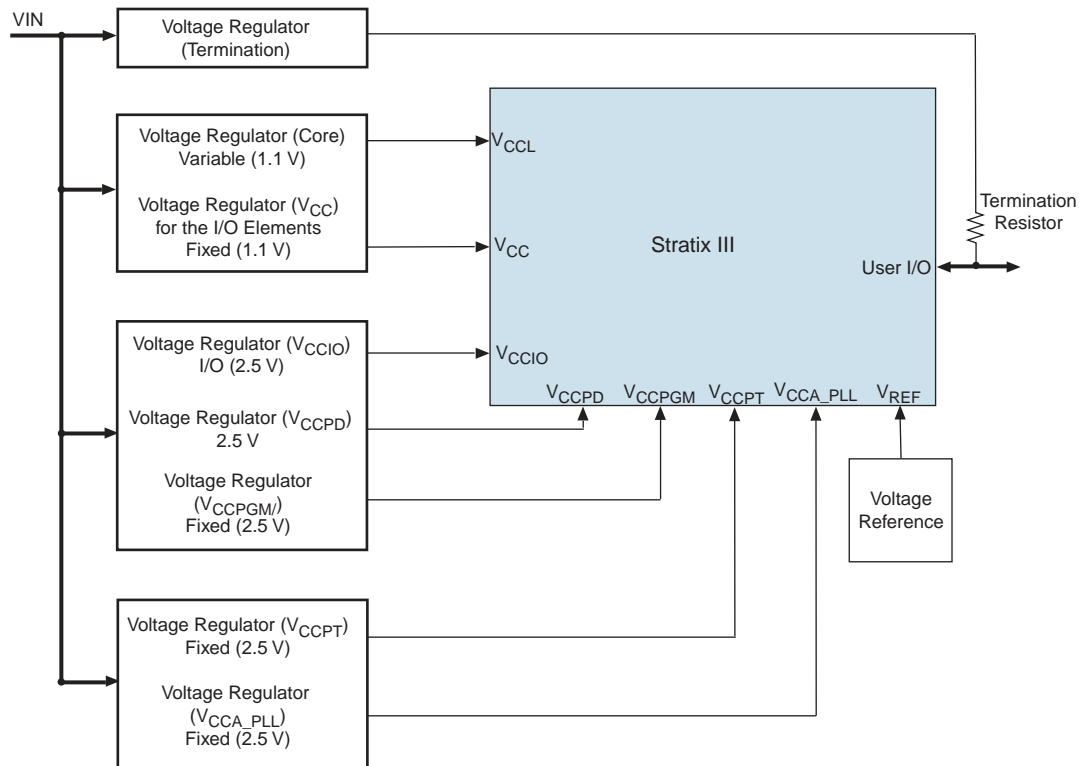 VIN
Voltage Regulator
(Termination)
Voltage Regulator (Core)
Variable (1.1 V)
Voltage Regulator (VCC)
for the I/O Elements
Fixed (1.1 V)
Voltage Regulator (VCCIO)
I/O (2.5 V)
Voltage Regulator (VCCPD)
2.5 V
Voltage Regulator
(VCCPGM/)
Fixed (2.5 V)
Voltage Regulator (VCCPT)
Fixed (2.5 V)
Voltage Regulator
(VCCA_PLL)
Fixed (2.5 V)
VCCL
VCC
VCCIO
Stratix III
User I/O
VCCPD
VCCPGM
VCCPT
VCCA_PLL
VREF
Termination
Resistor
Voltage
Reference